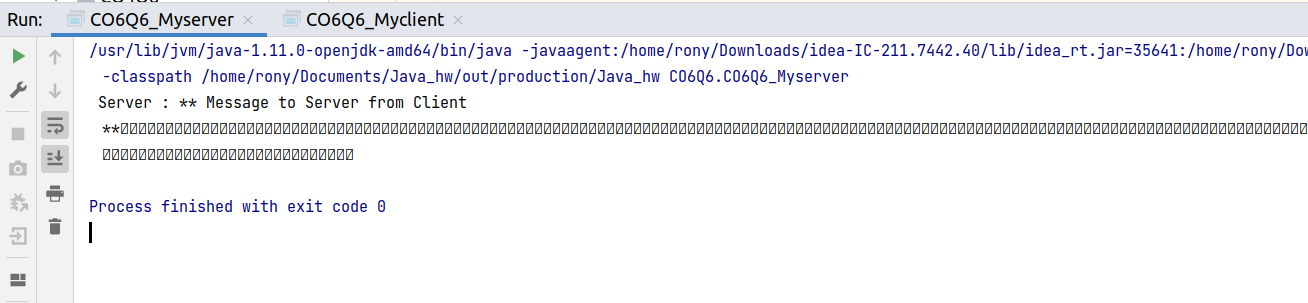 CO6Q6_Myserver
Run: CO6Q6_Myserver × CO6Q6_Myclient ×
/usr/lib/jvm/java-1.11.0-openjdk-amd64/bin/java -javaagent:/home/rony/Downloads/idea-IC-211.7442.40/lib/idea_rt.jar=35641:/home/rony/Dow
-classpath /home/rony/Documents/Java_hw/out/production/Java_hw CO6Q6.CO6Q6_Myserver
Server : ** Message to Server from Client
**
Process finished with exit code 0